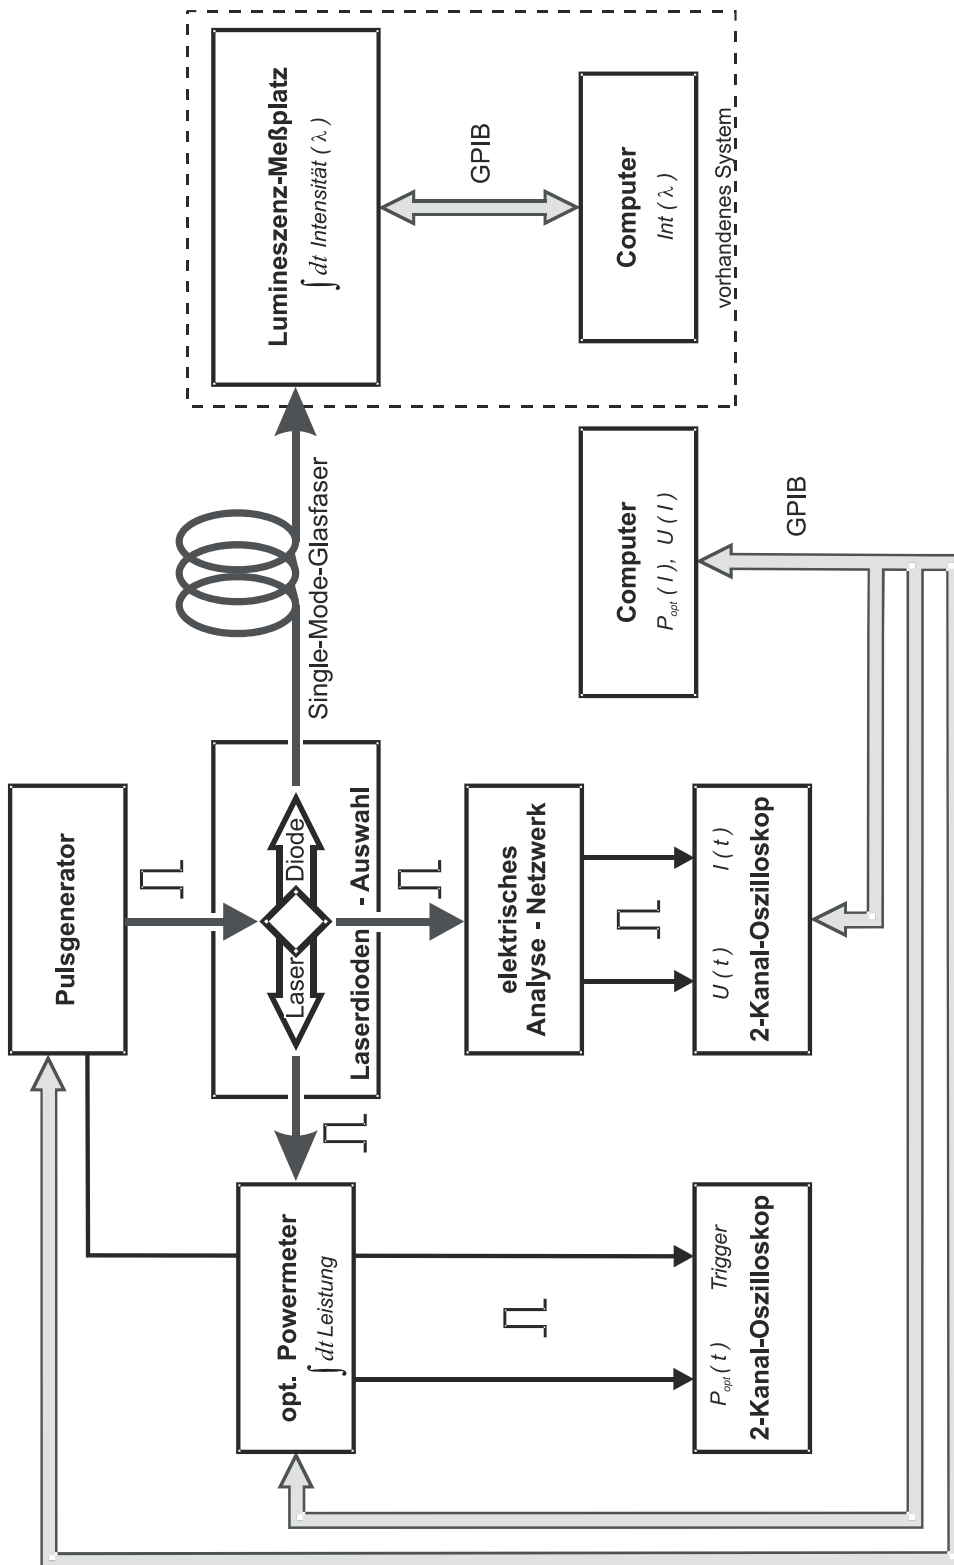 Pulsgenerator
opt. Powermeter
∫ dt Leistung
Laser
Diode
Laserdioden - Auswahl
Single-Mode-Glasfaser
Lumineszenz-Meßplatz
∫ dt Intensität ( λ )
GPIB
Computer
Int ( λ )
vorhandenes System
elektrisches
Analyse - Netzwerk
Computer
P_opt ( I ), U ( I )
GPIB
P_opt ( t ) Trigger
2-Kanal-Oszilloskop
U ( t ) I ( t )
2-Kanal-Oszilloskop